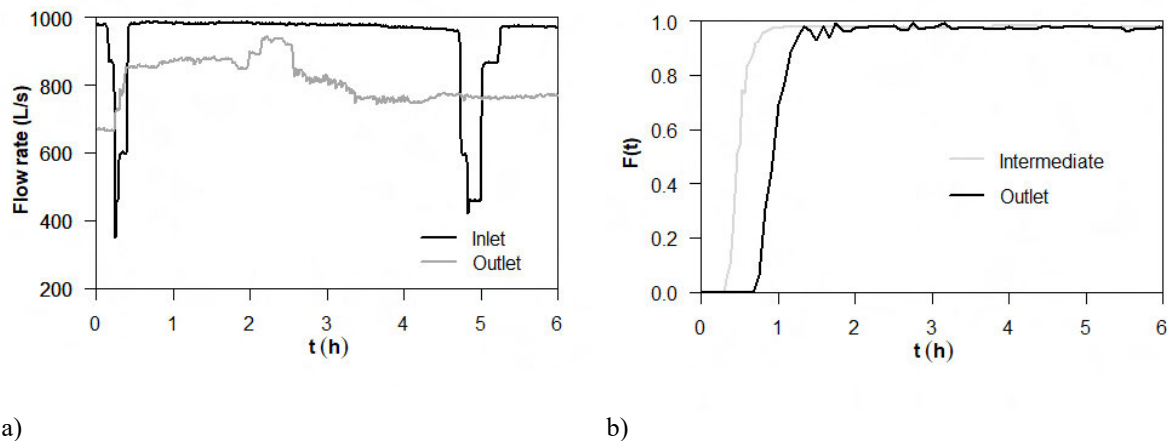 1000
800
600
400
200
Flow rate (L/s)
Inlet
Outlet
0 1 2 3 4 5 6
t (h)
a)
1.0
0.8
0.6
0.4
0.2
0.0
F(t)
Intermediate
Outlet
0 1 2 3 4 5 6
t (h)
b)